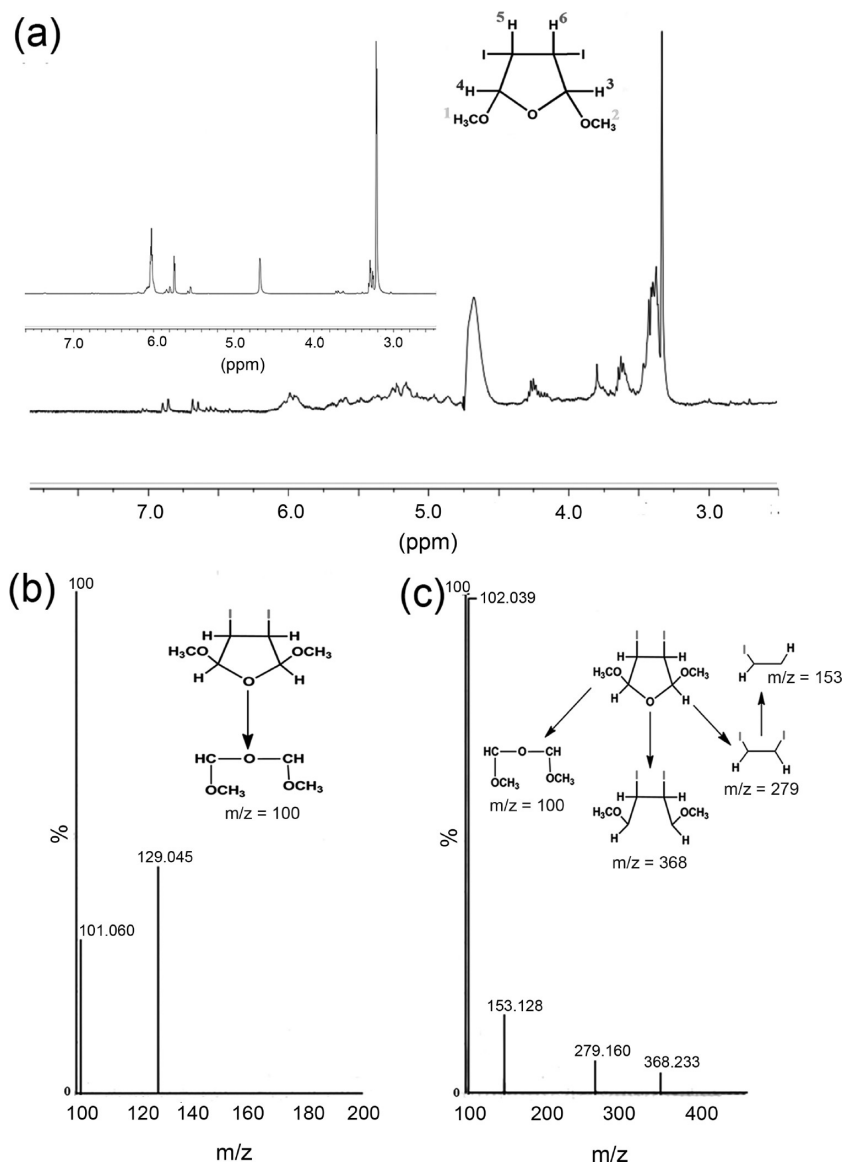 (a)
5 6
H H
I I
4 H H 3
1 H₃CO O OCH₃ 2
7.0 6.0 5.0 4.0 3.0
(ppm)
7.0 6.0 5.0 4.0 3.0
(ppm)
(b)
100
I I
H H
H₃CO OCH₃
H O H
HC O CH
OCH₃ OCH₃
m/z = 100
%
129.045
101.060
0
100 120 140 160 180 200
m/z
(c)
100
102.039
I I
H H
H₃CO OCH₃
H O H
I H
H
m/z = 153
HC O CH
OCH₃ OCH₃
m/z = 100
I I
H H
m/z = 279
I I
H H
H₃CO OCH₃
H H
m/z = 368
%
153.128
279.160
368.233
0
100 200 300 400
m/z